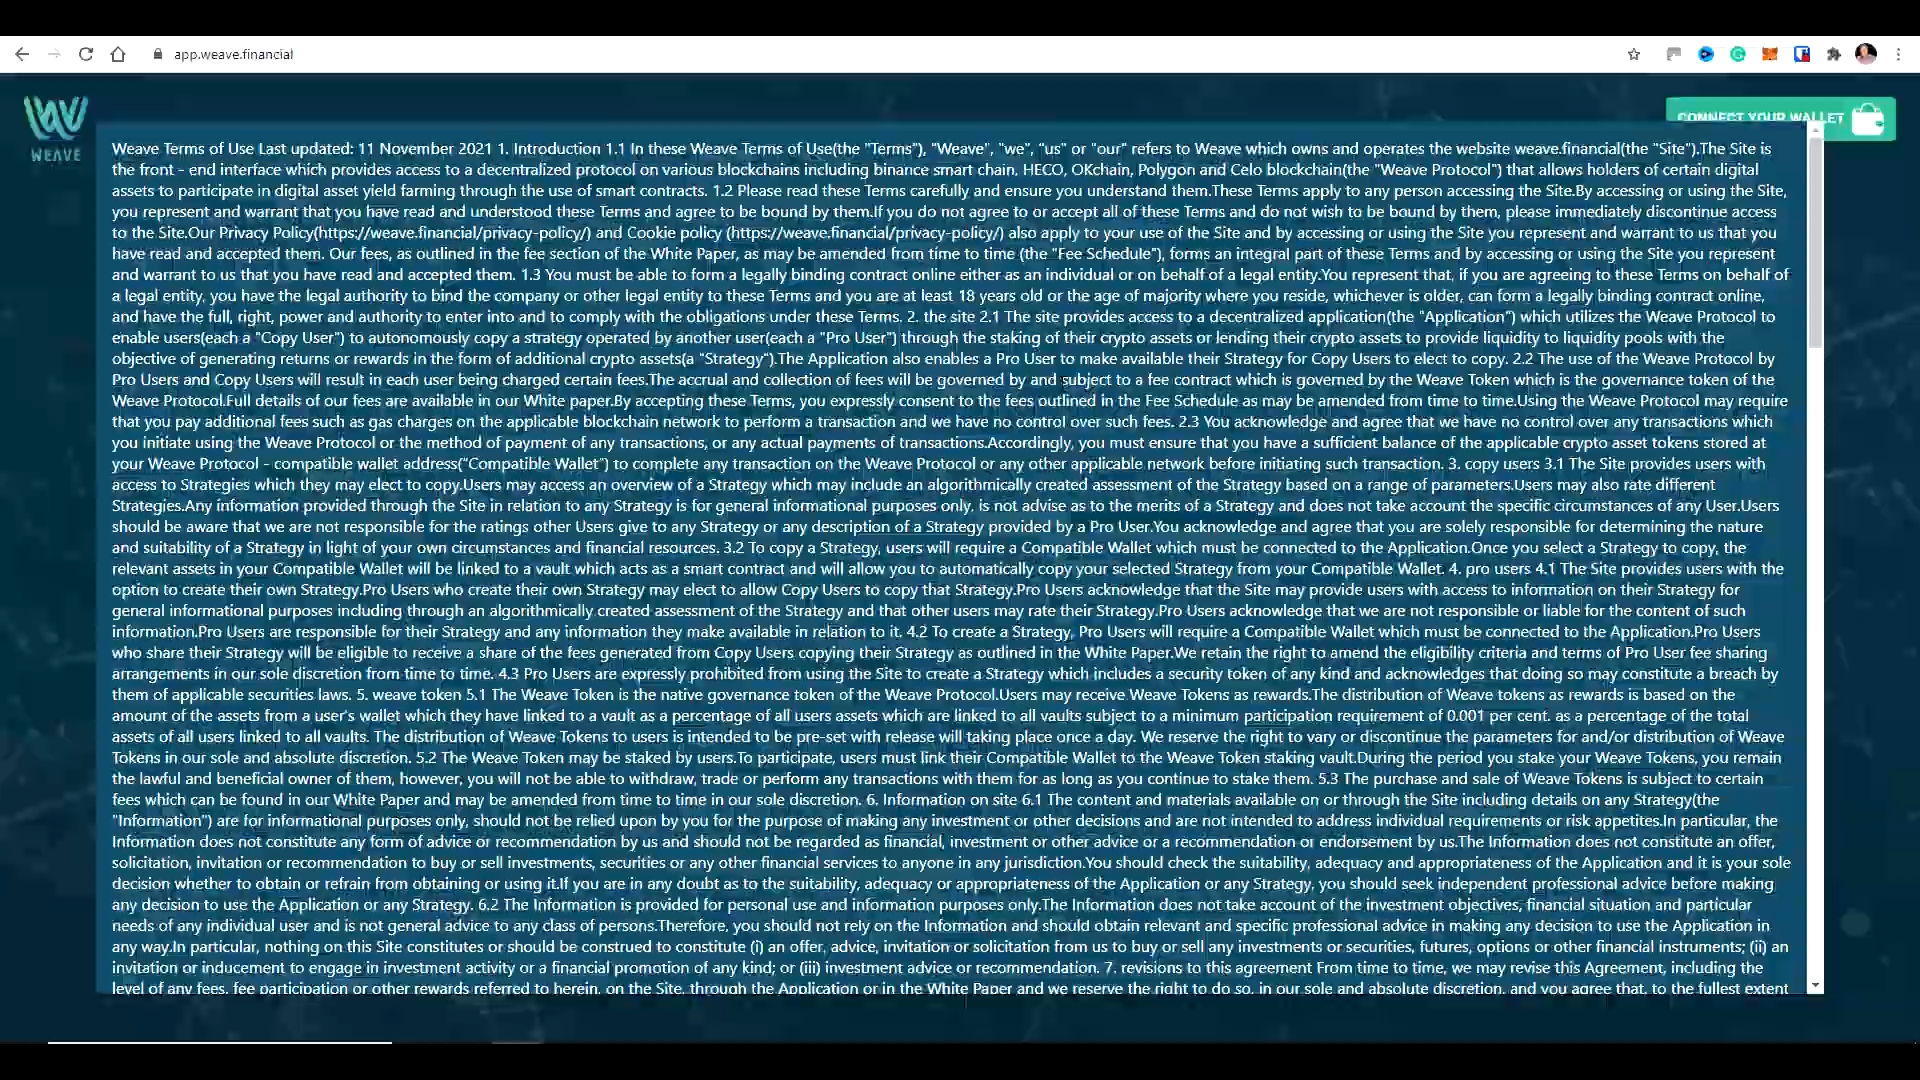 app.weave.financial
WEAVE
CONNECT YOUR WALLET
Weave Terms of Use Last updated: 11 November 2021 1. Introduction 1.1 In these Weave Terms of Use(the "Terms"), "Weave", "we", "us" or "our" refers to Weave which owns and operates the website weave.financial(the "Site").The Site is
the front - end interface which provides access to a decentralized protocol on various blockchains including binance smart chain, HECO, OKchain, Polygon and Celo blockchain(the "Weave Protocol") that allows holders of certain digital
assets to participate in digital asset yield farming through the use of smart contracts. 1.2 Please read these Terms carefully and ensure you understand them.These Terms apply to any person accessing the Site.By accessing or using the Site,
you represent and warrant that you have read and understood these Terms and agree to be bound by them.If you do not agree to or accept all of these Terms and do not wish to be bound by them, please immediately discontinue access
to the Site.Our Privacy Policy(https://weave.financial/privacy-policy/) and Cookie policy (https://weave.financial/privacy-policy/) also apply to your use of the Site and by accessing or using the Site you represent and warrant to us that you
have read and accepted them. Our fees, as outlined in the fee section of the White Paper, as may be amended from time to time (the "Fee Schedule"), forms an integral part of these Terms and by accessing or using the Site you represent
and warrant to us that you have read and accepted them. 1.3 You must be able to form a legally binding contract online either as an individual or on behalf of a legal entity.You represent that, if you are agreeing to these Terms on behalf of
a legal entity, you have the legal authority to bind the company or other legal entity to these Terms and you are at least 18 years old or the age of majority where you reside, whichever is older, can form a legally binding contract online,
and have the full, right, power and authority to enter into and to comply with the obligations under these Terms. 2. the site 2.1 The site provides access to a decentralized application(the "Application") which utilizes the Weave Protocol to
enable users(each a "Copy User") to autonomously copy a strategy operated by another user(each a "Pro User") through the staking of their crypto assets or lending their crypto assets to provide liquidity to liquidity pools with the
objective of generating returns or rewards in the form of additional crypto assets(a "Strategy").The Application also enables a Pro User to make available their Strategy for Copy Users to elect to copy. 2.2 The use of the Weave Protocol by
Pro Users and Copy Users will result in each user being charged certain fees.The accrual and collection of fees will be governed by and subject to a fee contract which is governed by the Weave Token which is the governance token of the
Weave Protocol.Full details of our fees are available in our White paper.By accepting these Terms, you expressly consent to the fees outlined in the Fee Schedule as may be amended from time to time.Using the Weave Protocol may require
that you pay additional fees such as gas charges on the applicable blockchain network to perform a transaction and we have no control over such fees. 2.3 You acknowledge and agree that we have no control over any transactions which
you initiate using the Weave Protocol or the method of payment of any transactions, or any actual payments of transactions.Accordingly, you must ensure that you have a sufficient balance of the applicable crypto asset tokens stored at
your Weave Protocol - compatible wallet address("Compatible Wallet") to complete any transaction on the Weave Protocol or any other applicable network before initiating such transaction. 3. copy users 3.1 The Site provides users with
access to Strategies which they may elect to copy.Users may access an overview of a Strategy which may include an algorithmically created assessment of the Strategy based on a range of parameters.Users may also rate different
Strategies.Any information provided through the Site in relation to any Strategy is for general informational purposes only, is not advise as to the merits of a Strategy and does not take account the specific circumstances of any User.Users
should be aware that we are not responsible for the ratings other Users give to any Strategy or any description of a Strategy provided by a Pro User.You acknowledge and agree that you are solely responsible for determining the nature
and suitability of a Strategy in light of your own circumstances and financial resources. 3.2 To copy a Strategy, users will require a Compatible Wallet which must be connected to the Application.Once you select a Strategy to copy, the
relevant assets in your Compatible Wallet will be linked to a vault which acts as a smart contract and will allow you to automatically copy your selected Strategy from your Compatible Wallet. 4. pro users 4.1 The Site provides users with the
option to create their own Strategy.Pro Users who create their own Strategy may elect to allow Copy Users to copy that Strategy.Pro Users acknowledge that the Site may provide users with access to information on their Strategy for
general informational purposes including through an algorithmically created assessment of the Strategy and that other users may rate their Strategy.Pro Users acknowledge that we are not responsible or liable for the content of such
information.Pro Users are responsible for their Strategy and any information they make available in relation to it. 4.2 To create a Strategy, Pro Users will require a Compatible Wallet which must be connected to the Application.Pro Users
who share their Strategy will be eligible to receive a share of the fees generated from Copy Users copying their Strategy as outlined in the White Paper.We retain the right to amend the eligibility criteria and terms of Pro User fee sharing
arrangements in our sole discretion from time to time. 4.3 Pro Users are expressly prohibited from using the Site to create a Strategy which includes a security token of any kind and acknowledges that doing so may constitute a breach by
them of applicable securities laws. 5. weave token 5.1 The Weave Token is the native governance token of the Weave Protocol.Users may receive Weave Tokens as rewards.The distribution of Weave tokens as rewards is based on the
amount of the assets from a user's wallet which they have linked to a vault as a percentage of all users assets which are linked to all vaults subject to a minimum participation requirement of 0.001 per cent. as a percentage of the total
assets of all users linked to all vaults. The distribution of Weave Tokens to users is intended to be pre-set with release will taking place once a day. We reserve the right to vary or discontinue the parameters for and/or distribution of Weave
Tokens in our sole and absolute discretion. 5.2 The Weave Token may be staked by users.To participate, users must link their Compatible Wallet to the Weave Token staking vault.During the period you stake your Weave Tokens, you remain
the lawful and beneficial owner of them, however, you will not be able to withdraw, trade or perform any transactions with them for as long as you continue to stake them. 5.3 The purchase and sale of Weave Tokens is subject to certain
fees which can be found in our White Paper and may be amended from time to time in our sole discretion. 6. Information on site 6.1 The content and materials available on or through the Site including details on any Strategy(the
"Information") are for informational purposes only, should not be relied upon by you for the purpose of making any investment or other decisions and are not intended to address individual requirements or risk appetites.In particular, the
Information does not constitute any form of advice or recommendation by us and should not be regarded as financial, investment or other advice or a recommendation or endorsement by us.The Information does not constitute an offer,
solicitation, invitation or recommendation to buy or sell investments, securities or any other financial services to anyone in any jurisdiction.You should check the suitability, adequacy and appropriateness of the Application and it is your sole
decision whether to obtain or refrain from obtaining or using it.If you are in any doubt as to the suitability, adequacy or appropriateness of the Application or any Strategy, you should seek independent professional advice before making
any decision to use the Application or any Strategy. 6.2 The Information is provided for personal use and information purposes only.The Information does not take account of the investment objectives, financial situation and particular
needs of any individual user and is not general advice to any class of persons.Therefore, you should not rely on the Information and should obtain relevant and specific professional advice in making any decision to use the Application in
any way.In particular, nothing on this Site constitutes or should be construed to constitute (i) an offer, advice, invitation or solicitation from us to buy or sell any investments or securities, futures, options or other financial instruments; (ii) an
invitation or inducement to engage in investment activity or a financial promotion of any kind; or (iii) investment advice or recommendation. 7. revisions to this agreement From time to time, we may revise this Agreement, including the
level of any fees, fee participation or other rewards referred to herein, on the Site, through the Application or in the White Paper and we reserve the right to do so, in our sole and absolute discretion, and you agree that, to the fullest extent